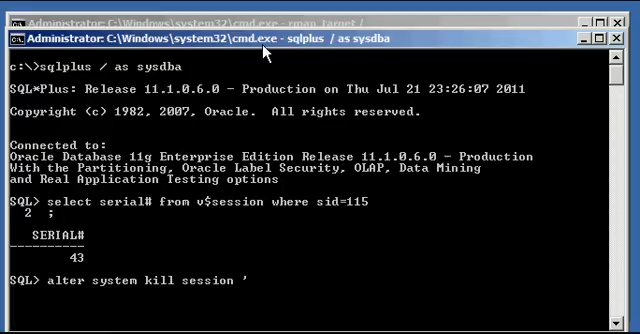 Administrator: C:\Windows\system32\cmd.exe - rman target /
Administrator: C:\Windows\system32\cmd.exe - sqlplus / as sysdba
c:\>sqlplus / as sysdba
SQL*Plus: Release 11.1.0.6.0 - Production on Thu Jul 21 23:26:07 2011
Copyright (c) 1982, 2007, Oracle.  All rights reserved.
Connected to:
Oracle Database 11g Enterprise Edition Release 11.1.0.6.0 - Production
With the Partitioning, Oracle Label Security, OLAP, Data Mining
and Real Application Testing options
SQL> select serial# from v$session where sid=115
2 ;
SERIAL#
----------
43
SQL> alter system kill session '